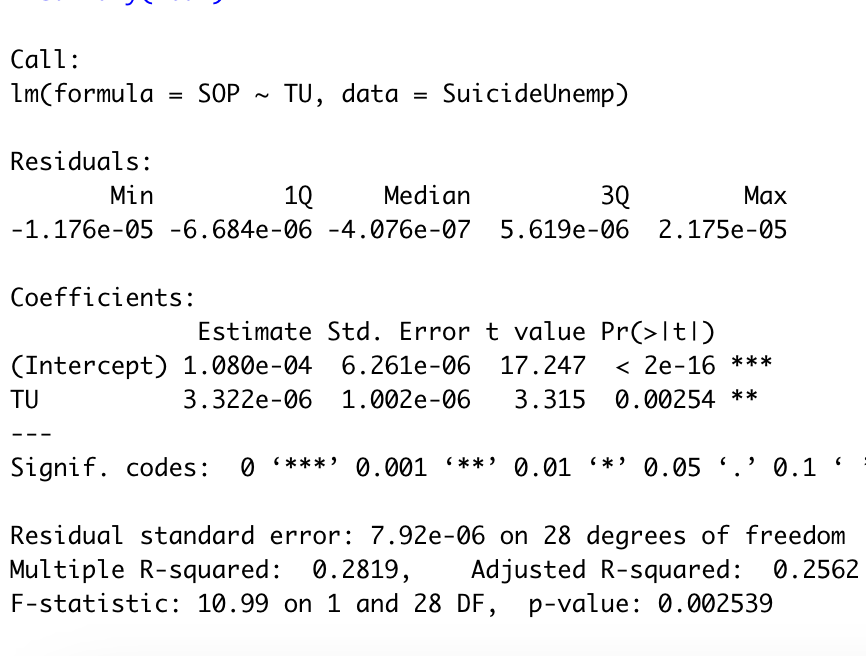 Call:
lm(formula = SOP ~ TU, data = SuicideUnemp)
Residuals:
Min 1Q Median 3Q Max
-1.176e-05 -6.684e-06 -4.076e-07 5.619e-06 2.175e-05
Coefficients:
Estimate Std. Error t value Pr(>|t|)
(Intercept) 1.080e-04 6.261e-06 17.247 < 2e-16 ***
TU 3.322e-06 1.002e-06 3.315 0.00254 **
---
Signif. codes: 0 ‘***’ 0.001 ‘**’ 0.01 ‘*’ 0.05 ‘.’ 0.1 ‘ ’
Residual standard error: 7.92e-06 on 28 degrees of freedom
Multiple R-squared: 0.2819, Adjusted R-squared: 0.2562
F-statistic: 10.99 on 1 and 28 DF, p-value: 0.002539